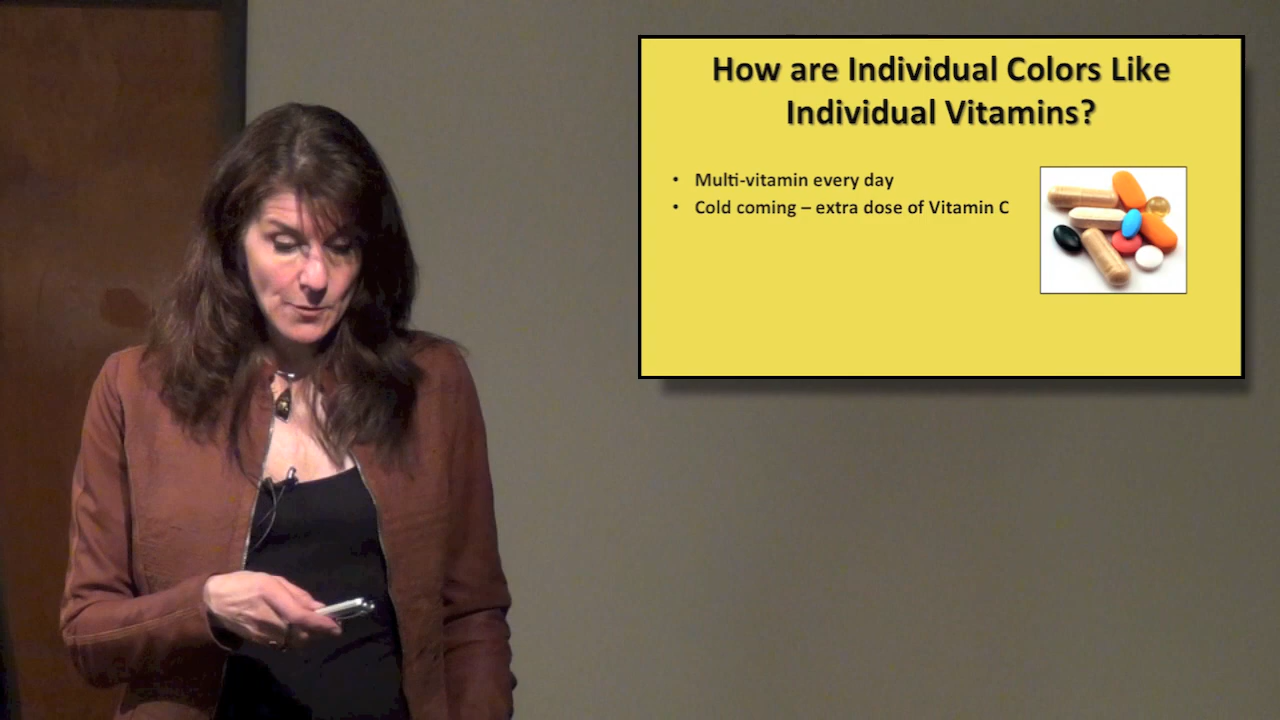 How are Individual Colors Like
Individual Vitamins?
• Multi-vitamin every day
• Cold coming – extra dose of Vitamin C